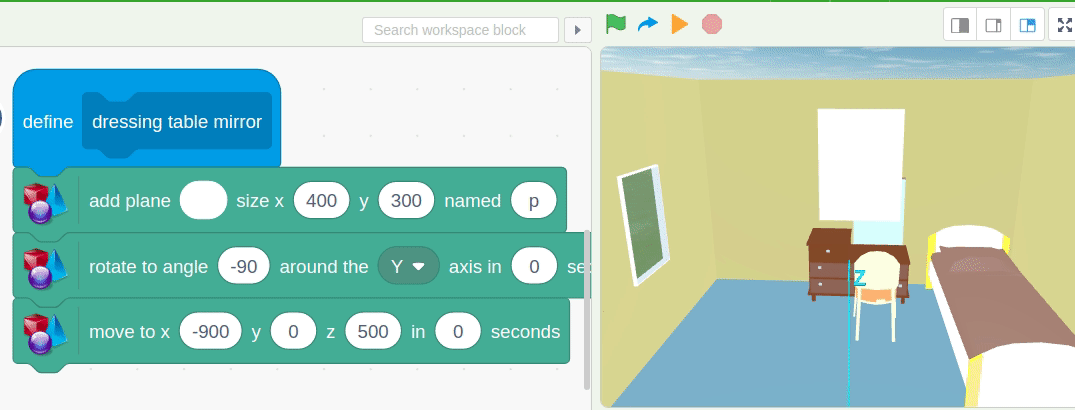 Search workspace block
define dressing table mirror
add plane size x 400 y 300 named p
rotate to angle -90 around the Y axis in 0 se
move to x -900 y 0 z 500 in 0 seconds
Z